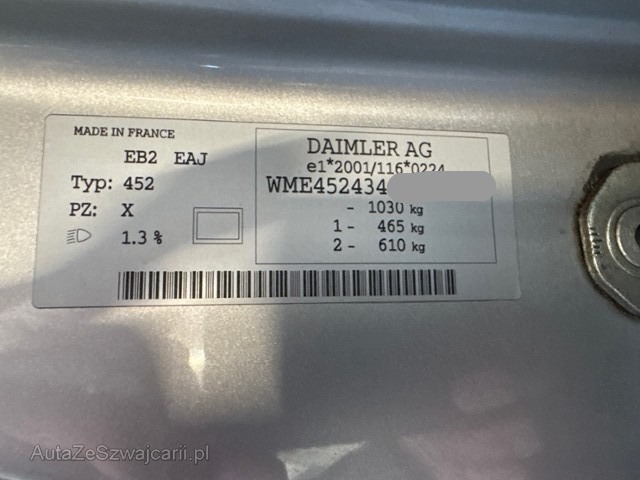 MADE IN FRANCE
EB2 EAJ
Typ: 452
PZ: X
1.3 %
DAIMLER AG
e1*2001/116*0224
WME452434
- 1030 kg
1 - 465 kg
2 - 610 kg
AutaZeSzwajcarii.pl